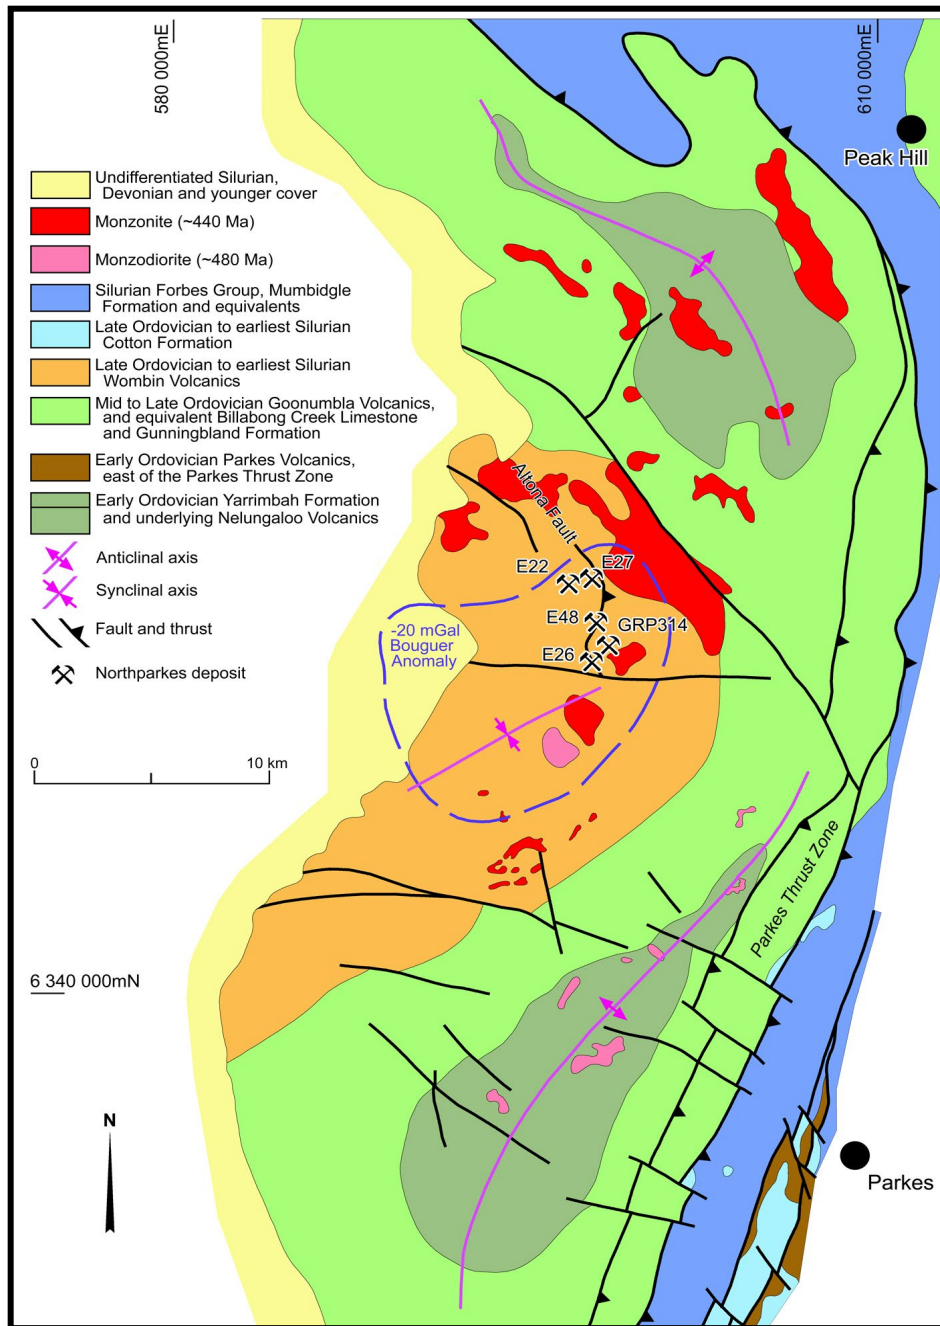 580 000mE
610 000mE
Peak Hill
Undifferentiated Silurian,
Devonian and younger cover
Monzonite (~440 Ma)
Monzodiorite (~480 Ma)
Silurian Forbes Group, Mumbidgle
Formation and equivalents
Late Ordovician to earliest Silurian
Cotton Formation
Late Ordovician to earliest Silurian
Wombin Volcanics
Mid to Late Ordovician Goonumbla Volcanics,
and equivalent Billabong Creek Limestone
and Gunningbland Formation
Early Ordovician Parkes Volcanics,
east of the Parkes Thrust Zone
Early Ordovician Yarrimbah Formation
and underlying Nelungaloo Volcanics
Anticlinal axis
Synclinal axis
Fault and thrust
Northparkes deposit
Altona Fault
E22
E27
E48
GRP314
E26
-20 mGal
Bouguer
Anomaly
0
10 km
Parkes Thrust Zone
6 340 000mN
N
Parkes